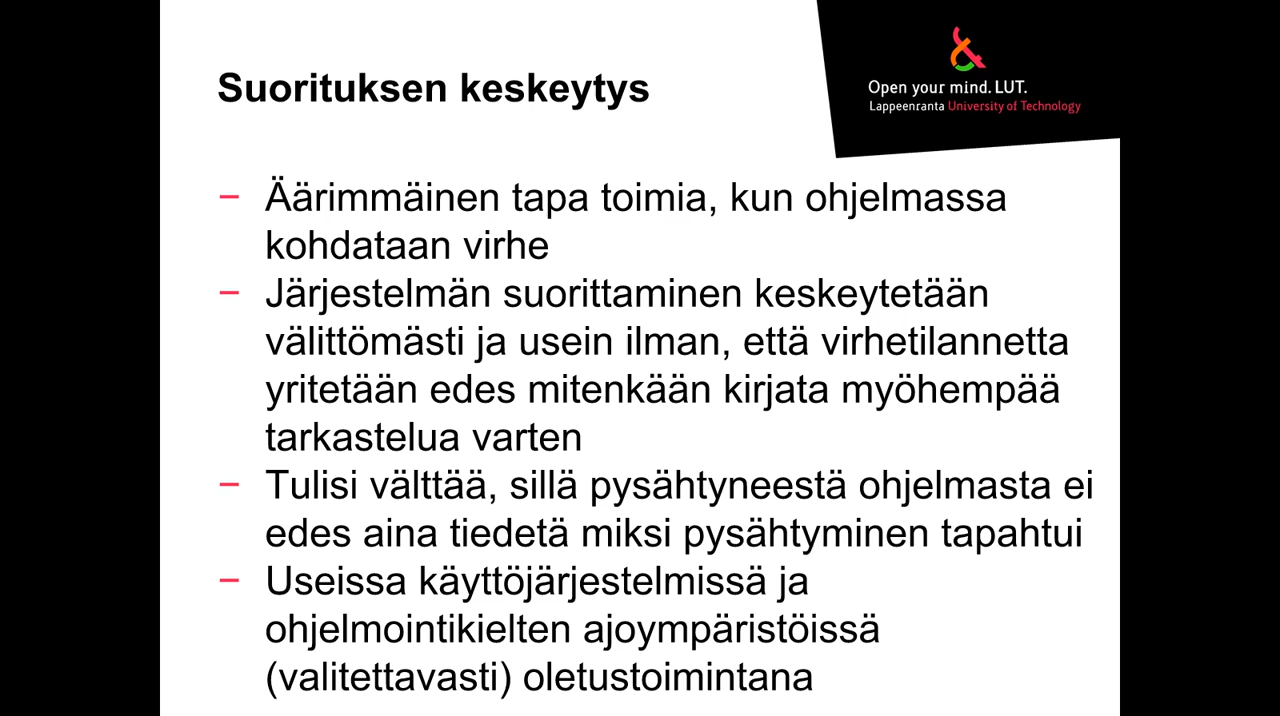 Suorituksen keskeytys
Open your mind. LUT.
Lappeenranta University of Technology
– Äärimmäinen tapa toimia, kun ohjelmassa
kohdataan virhe
– Järjestelmän suorittaminen keskeytetään
välittömästi ja usein ilman, että virhetilannetta
yritetään edes mitenkään kirjata myöhempää
tarkastelua varten
– Tulisi välttää, sillä pysähtyneestä ohjelmasta ei
edes aina tiedetä miksi pysähtyminen tapahtui
– Useissa käyttöjärjestelmissä ja
ohjelmointikielten ajoympäristöissä
(valitettavasti) oletustoimintana